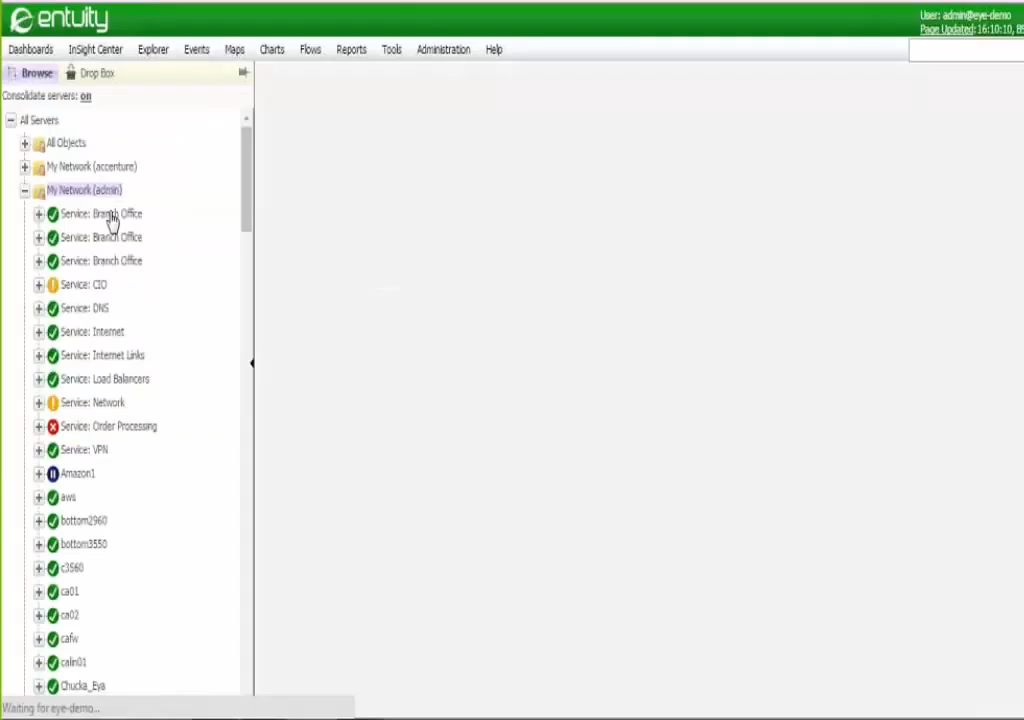 entuity
User: admin@eye-demo
Page Updated: 16:10:10,
Dashboards InSight Center Explorer Events Wap Maps Charts Flows Reports Tools Administration Help
Browse Drop Box
Consolidate servers: on
All Servers
All Objects
My Network (accenture)
My Network (admin)
Service: Branch Office
Service: Branch Office
Service: Branch Office
Service: CIO
Service: DNS
Service: Internet
Service: Internet Links
Service: Load Balancers
Service: Network
Service: Order Processing
Service: VPN
Amazon1
aws
bottom2960
bottom3550
c3560
ca01
ca02
cafw
calin01
Chucka_Eya
Waiting for eye-demo...